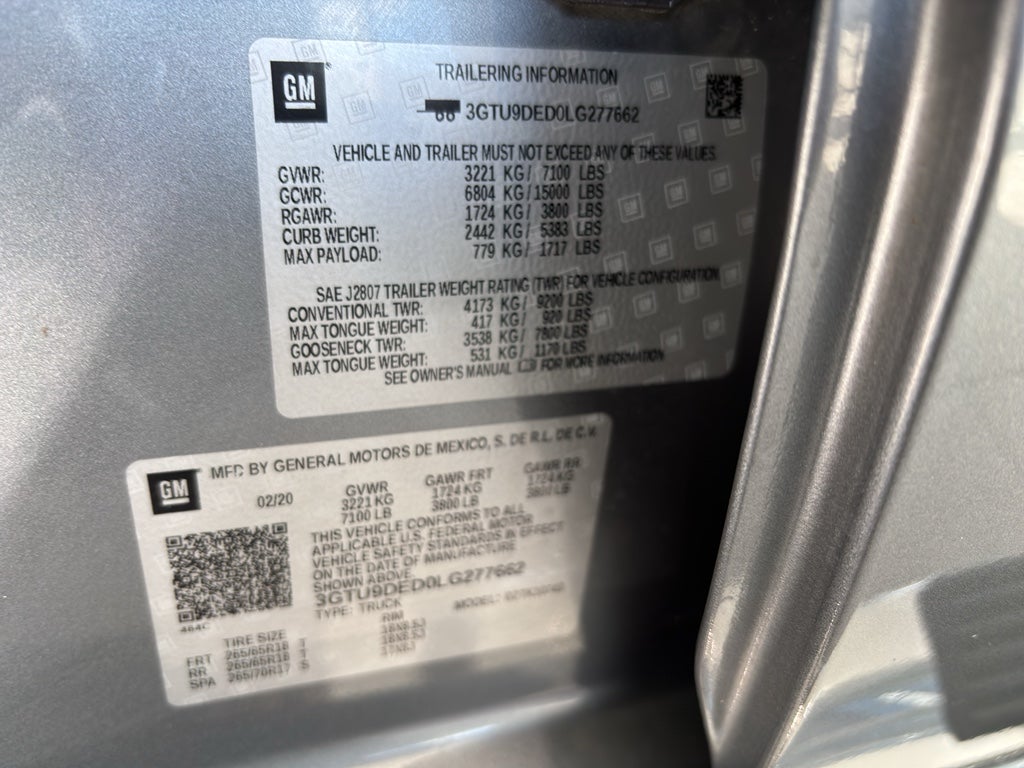 GM
TRAILERING INFORMATION
3GTU9DED0LG277662
VEHICLE AND TRAILER MUST NOT EXCEED ANY OF THESE VALUES
GVWR: 3221 KG / 7100 LBS
GCWR: 6804 KG / 15000 LBS
RGAWR: 1724 KG / 3800 LBS
CURB WEIGHT: 2442 KG / 5383 LBS
MAX PAYLOAD: 779 KG / 1717 LBS
SAE J2807 TRAILER WEIGHT RATING (TWR) FOR VEHICLE CONFIGURATION
CONVENTIONAL TWR: 4173 KG / 9200 LBS
MAX TONGUE WEIGHT: 417 KG / 920 LBS
GOOSENECK TWR: 3538 KG / 7800 LBS
MAX TONGUE WEIGHT: 531 KG / 1170 LBS
SEE OWNER'S MANUAL FOR MORE INFORMATION
GM
MFD BY GENERAL MOTORS DE MEXICO, S. DE R.L. DE C.V.
02/20 GVWR GAWR FRT GAWR RR
3221 KG 1724 KG 1724 KG
7100 LB 3800 LB 3800 LB
THIS VEHICLE CONFORMS TO ALL
APPLICABLE U.S. FEDERAL MOTOR
VEHICLE SAFETY STANDARDS IN EFFECT
ON THE DATE OF MANUFACTURE
SHOWN ABOVE.
3GTU9DED0LG277662
TYPE: TRUCK MODEL:
TIRE SIZE RIM
FRT 265/65R18 T 18X8.5J
RR 265/65R18 T 18X8.5J
SPA 265/70R17 S